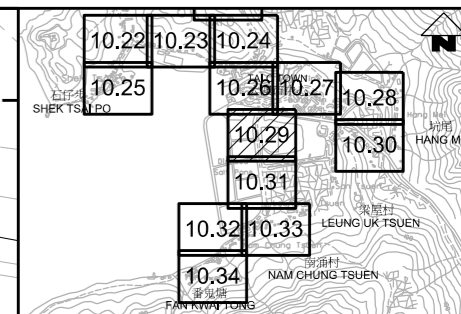 10.22 10.23 10.24
N
10.25 10.26 10.27 10.28
TAI O TOWN
石仔埗
SHEK TSAI PO
10.29 10.30
坑尾
HANG M
10.31
梁屋村
LEUNG UK TSUEN
10.32 10.33
南涌村
NAM CHUNG TSUEN
10.34
番鬼塘
FAN KWAI TONG